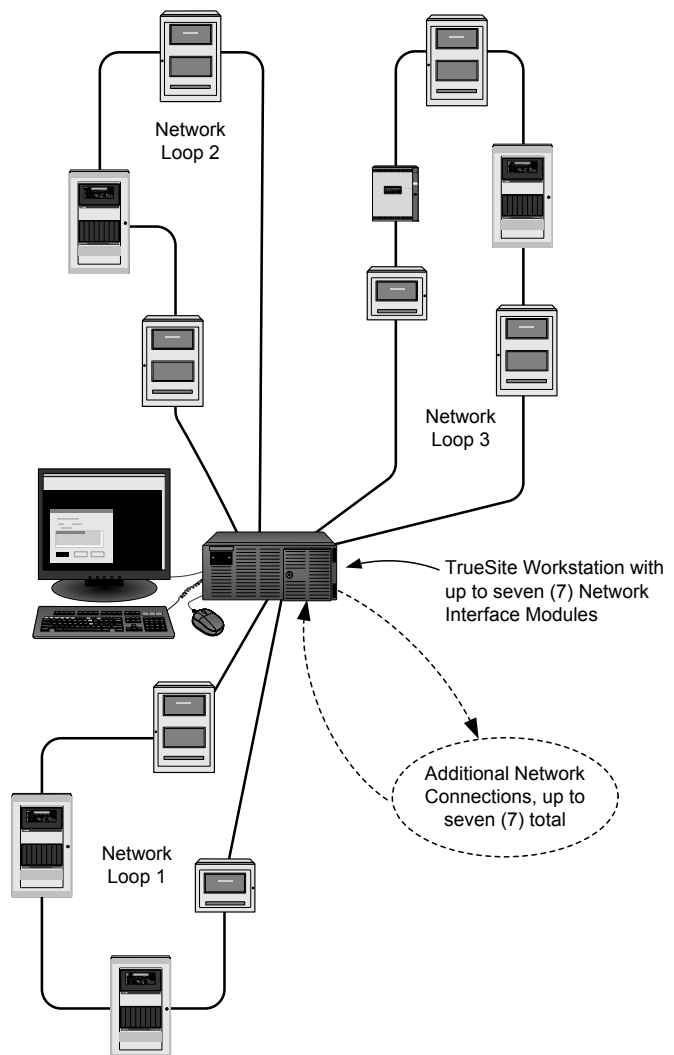 Network
Loop 2
Network
Loop 3
TrueSite Workstation with
up to seven (7) Network
Interface Modules
Additional Network
Connections, up to
seven (7) total
Network
Loop 1